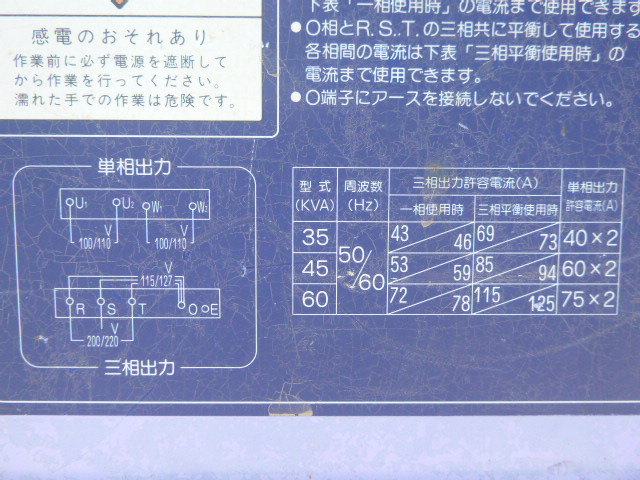 感電のおそれあり
作業前に必ず電源を遮断して
から作業を行ってください。
濡れた手での作業は危険です。
下表「一相使用時」の電流まで使用できます
●O相とR.S.T.の三相共に平衡して使用する
各相間の電流は下表「三相平衡使用時」の
電流まで使用できます。
●O端子にアースを接続しないでください。
単相出力
U1 U2 W1 W2
V V
100/110 100/110
V
115/127
R S T O E
V
200/220
三相出力
型式 周波数 三相出力許容電流(A) 単相出力
(KVA) (Hz) 一相使用時 三相平衡使用時 許容電流(A)
35 50/60 43/46 69/73 40×2
45 53/59 85/94 60×2
60 72/78 115/125 75×2